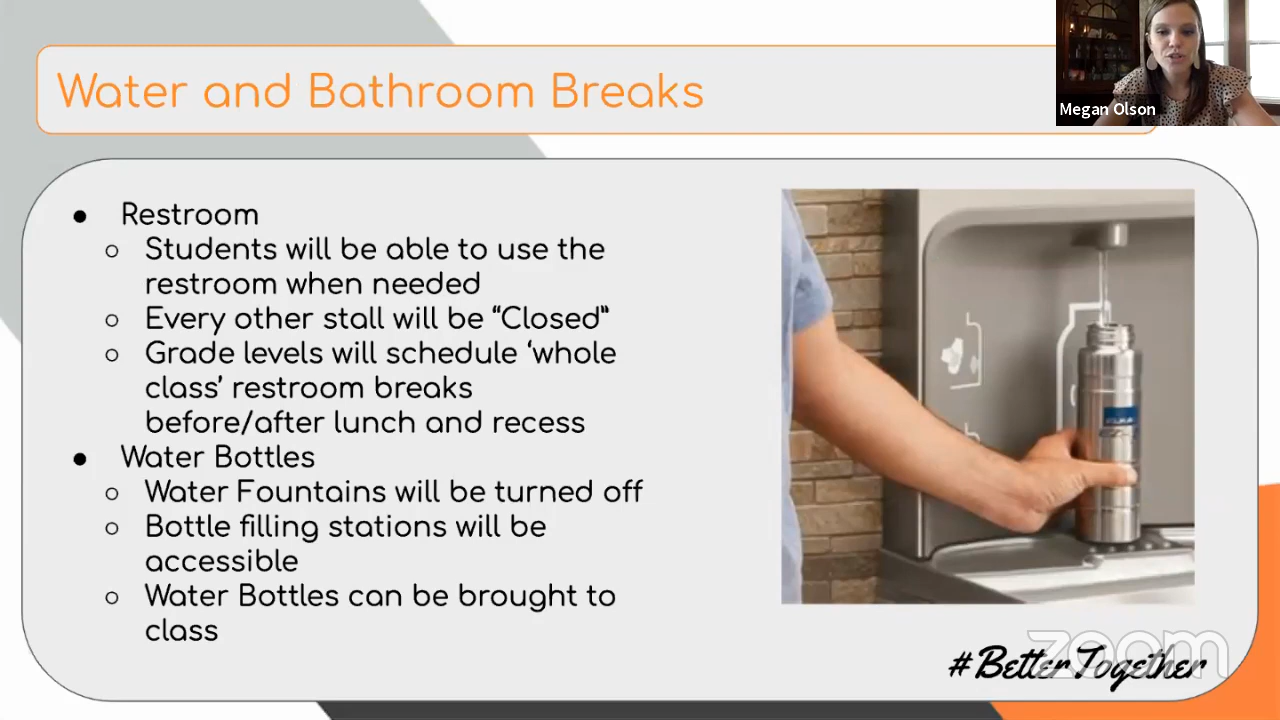 Water and Bathroom Breaks
Megan Olson
● Restroom
○ Students will be able to use the
restroom when needed
○ Every other stall will be “Closed”
○ Grade levels will schedule ‘whole
class’ restroom breaks
before/after lunch and recess
● Water Bottles
○ Water Fountains will be turned off
○ Bottle filling stations will be
accessible
○ Water Bottles can be brought to
class
zoom
#BetterTogether